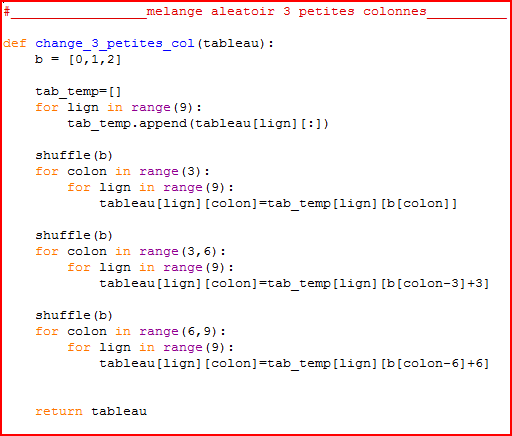 #_________________melange aleatoir 3 petites colonnes__________
def change_3_petites_col(tableau):
    b = [0,1,2]
    tab_temp=[]
    for lign in range(9):
        tab_temp.append(tableau[lign][:])
    shuffle(b)
    for colon in range(3):
        for lign in range(9):
            tableau[lign][colon]=tab_temp[lign][b[colon]]
    shuffle(b)
    for colon in range(3,6):
        for lign in range(9):
            tableau[lign][colon]=tab_temp[lign][b[colon-3]+3]
    shuffle(b)
    for colon in range(6,9):
        for lign in range(9):
            tableau[lign][colon]=tab_temp[lign][b[colon-6]+6]
    return tableau